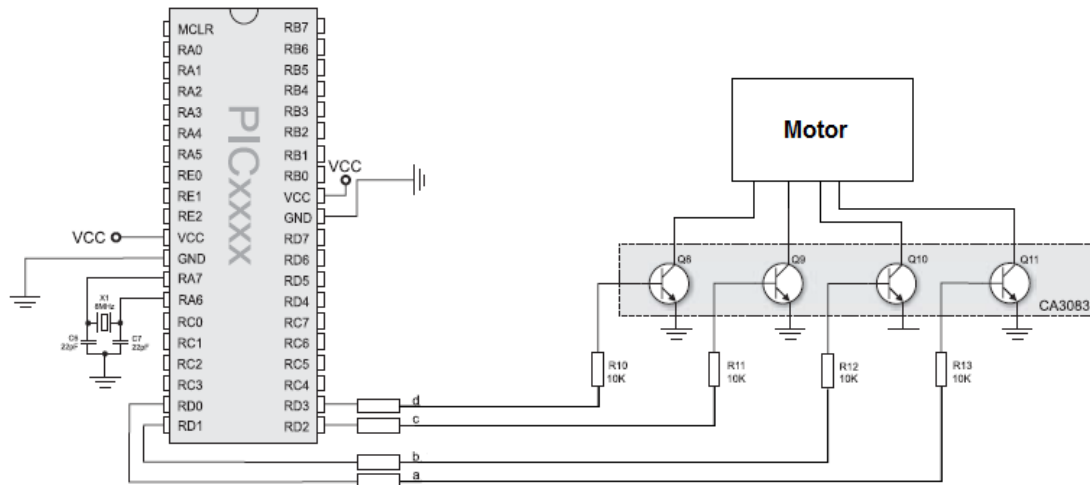 MCLR
RA0
RA1
RA2
RA3
RA4
RA5
RE0
RE1
RE2
VCC
GND
RA7
RA6
RC0
RC1
RC2
RC3
RD0
RD1
PICxxxx
RB7
RB6
RB5
RB4
RB3
RB2
RB1
RB0
VCC
GND
RD7
RD6
RD5
RD4
RC7
RC6
RC5
RC4
RD3
RD2
VCC
VCC
X1
8MHz
C6
22pF
C7
22pF
Motor
Q8
Q9
Q10
Q11
CA3083
R10
10K
R11
10K
R12
10K
R13
10K
d
c
b
a